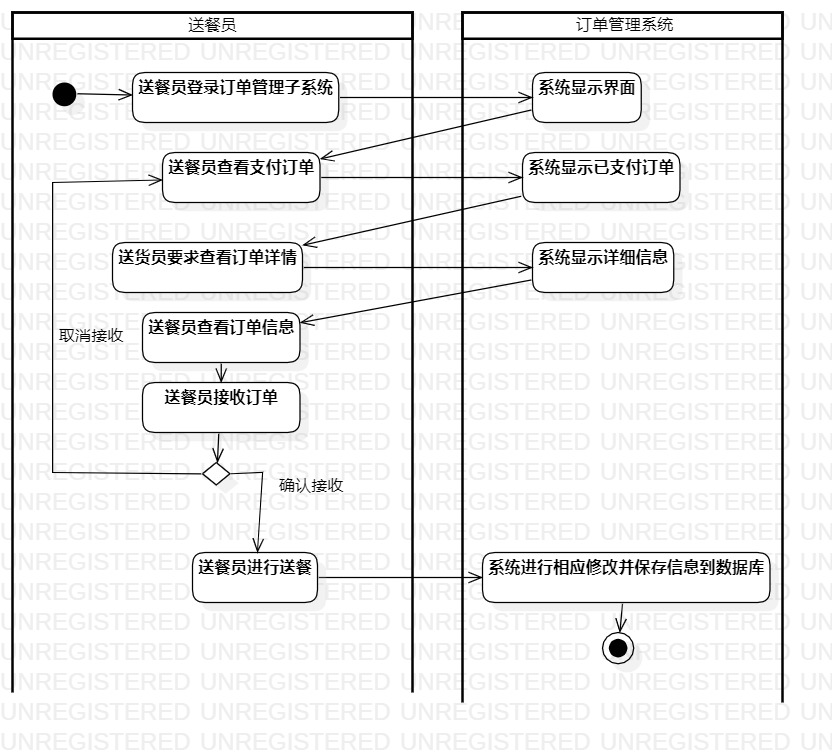 送餐员
订单管理系统
送餐员登录订单管理子系统
系统显示界面
送餐员查看支付订单
系统显示已支付订单
送货员要求查看订单详情
系统显示详细信息
送餐员查看订单信息
取消接收
送餐员接收订单
确认接收
送餐员进行送餐
系统进行相应修改并保存信息到数据库
UNREGISTERED